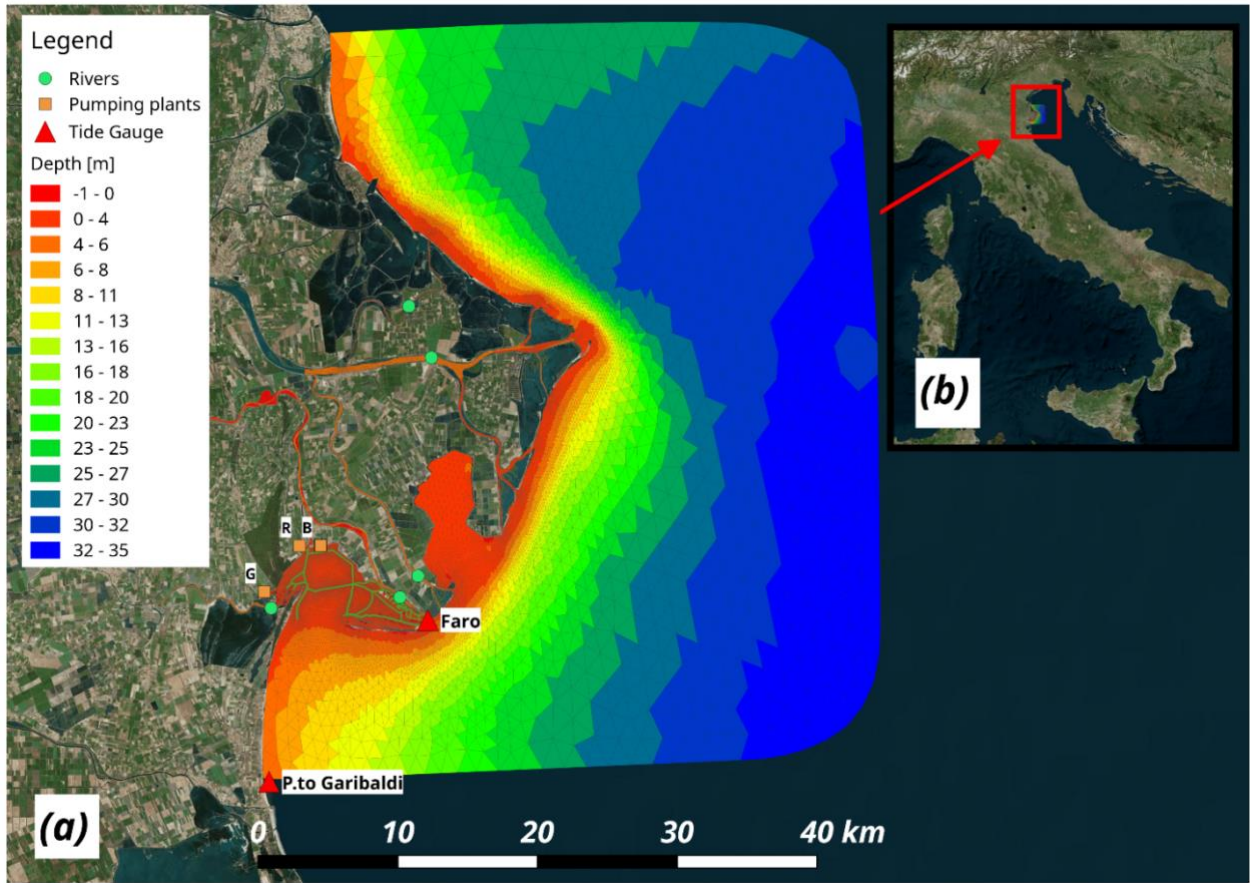 Legend
Rivers
Pumping plants
Tide Gauge
Depth [m]
-1 - 0
0 - 4
4 - 6
6 - 8
8 - 11
11 - 13
13 - 16
16 - 18
18 - 20
20 - 23
23 - 25
25 - 27
27 - 30
30 - 32
32 - 35
(b)
R B
G
Faro
P.to Garibaldi
(a)
0 10 20 30 40 km